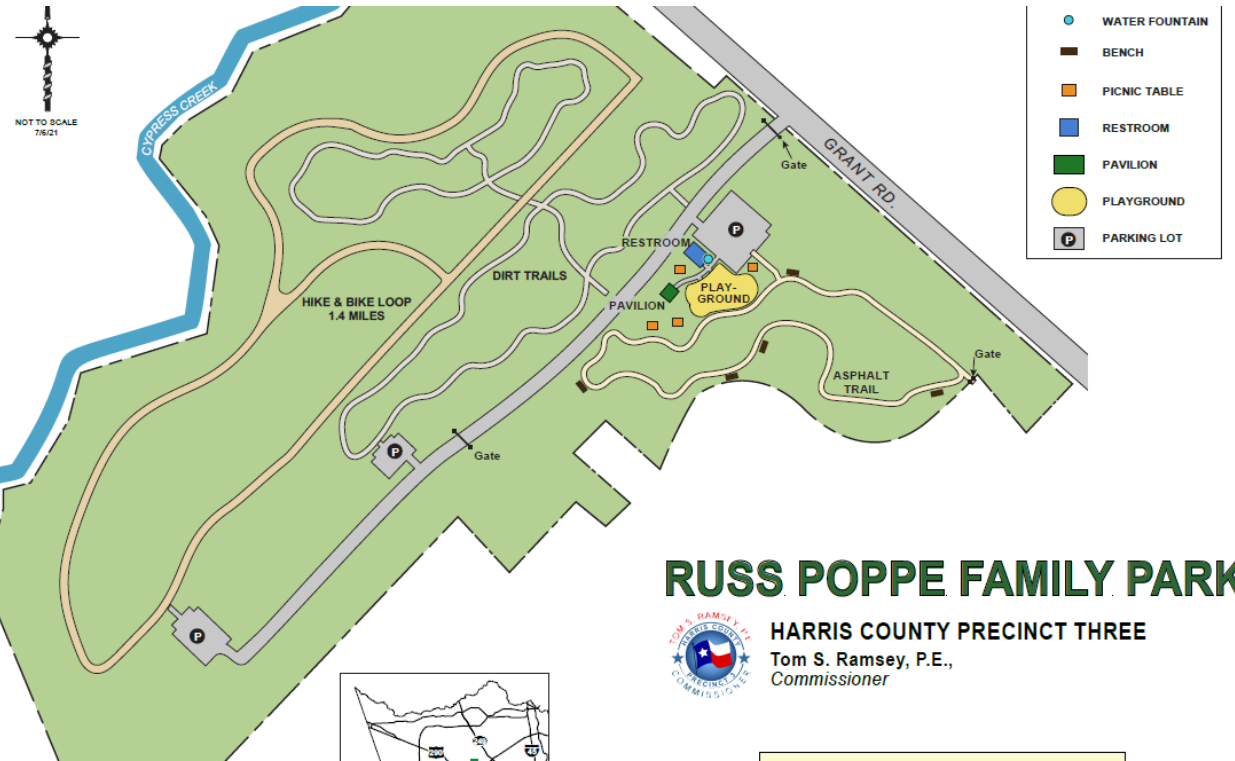 NOT TO SCALE
7/6/21
CYPRESS CREEK
WATER FOUNTAIN
BENCH
PICNIC TABLE
RESTROOM
PAVILION
PLAYGROUND
P PARKING LOT
GRANT RD.
Gate
P
RESTROOM
DIRT TRAILS
HIKE & BIKE LOOP
1.4 MILES
PLAY-
GROUND
PAVILION
Gate
ASPHALT
TRAIL
P
Gate
P
RUSS POPPE FAMILY PARK
TOM S. RAMSEY, P.E.
HARRIS COUNTY
PRECINCT 3
COMMISSIONER
HARRIS COUNTY PRECINCT THREE
Tom S. Ramsey, P.E.,
Commissioner
290
45